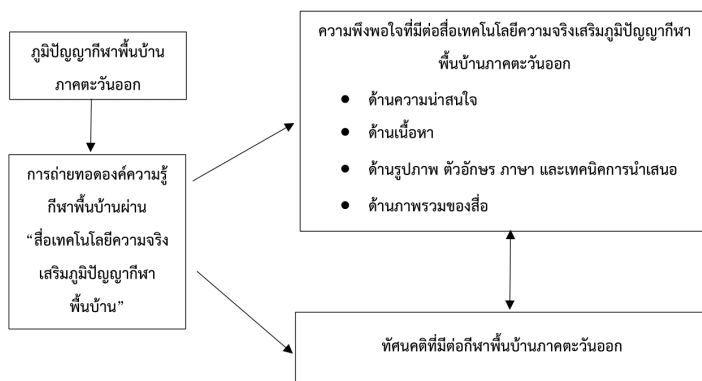 ภูมิปัญญากีฬาพื้นบ้าน
ภาคตะวันออก
การถ่ายทอดองค์ความรู้
กีฬาพื้นบ้านผ่าน
“สื่อเทคโนโลยีความจริง
เสริมภูมิปัญญากีฬา
พื้นบ้าน”
ความพึงพอใจที่มีต่อสื่อเทคโนโลยีความจริงเสริมภูมิปัญญากีฬา
พื้นบ้านภาคตะวันออก
● ด้านความน่าสนใจ
● ด้านเนื้อหา
● ด้านรูปภาพ ตัวอักษร ภาษา และเทคนิคการนำเสนอ
● ด้านภาพรวมของสื่อ
ทัศนคติที่มีต่อกีฬาพื้นบ้านภาคตะวันออก